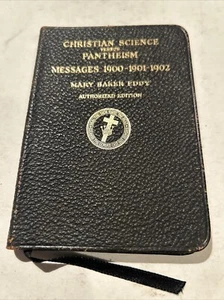 CHRISTIAN SCIENCE
VERSUS
PANTHEISM
MESSAGES 1900-1901-1902
MARY BAKER EDDY
AUTHORIZED EDITION